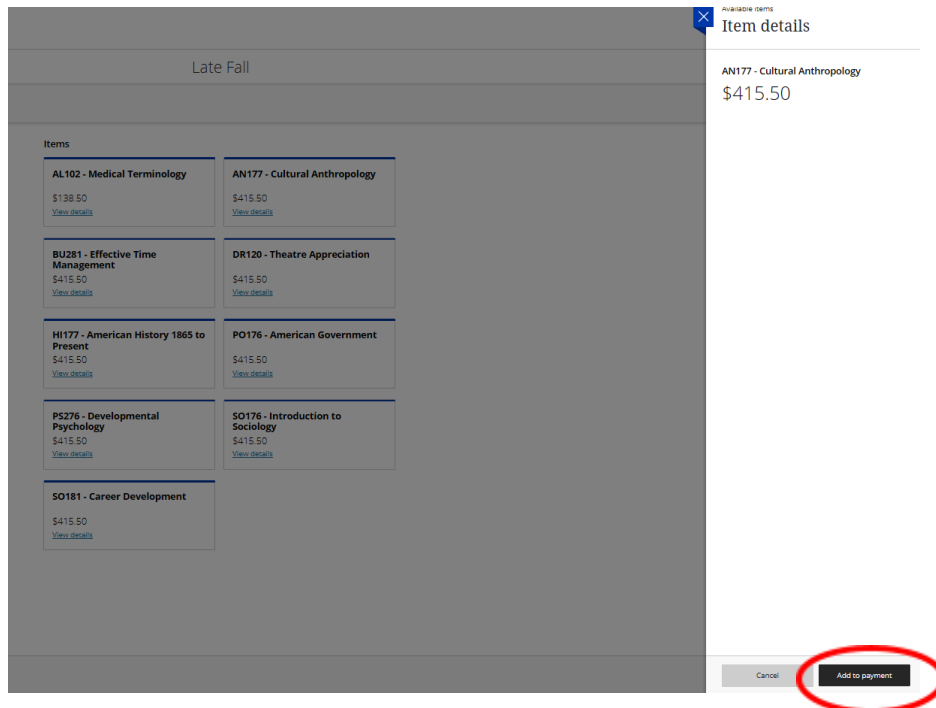 Available items
Item details
Late Fall
AN177 - Cultural Anthropology
$415.50
Items
AL102 - Medical Terminology
$138.50
View details
AN177 - Cultural Anthropology
$415.50
View details
BU281 - Effective Time
Management
$415.50
View details
DR120 - Theatre Appreciation
$415.50
View details
HI177 - American History 1865 to
Present
$415.50
View details
PO176 - American Government
$415.50
View details
PS276 - Developmental
Psychology
$415.50
View details
SO176 - Introduction to
Sociology
$415.50
View details
SO181 - Career Development
$415.50
View details
Cancel
Add to payment